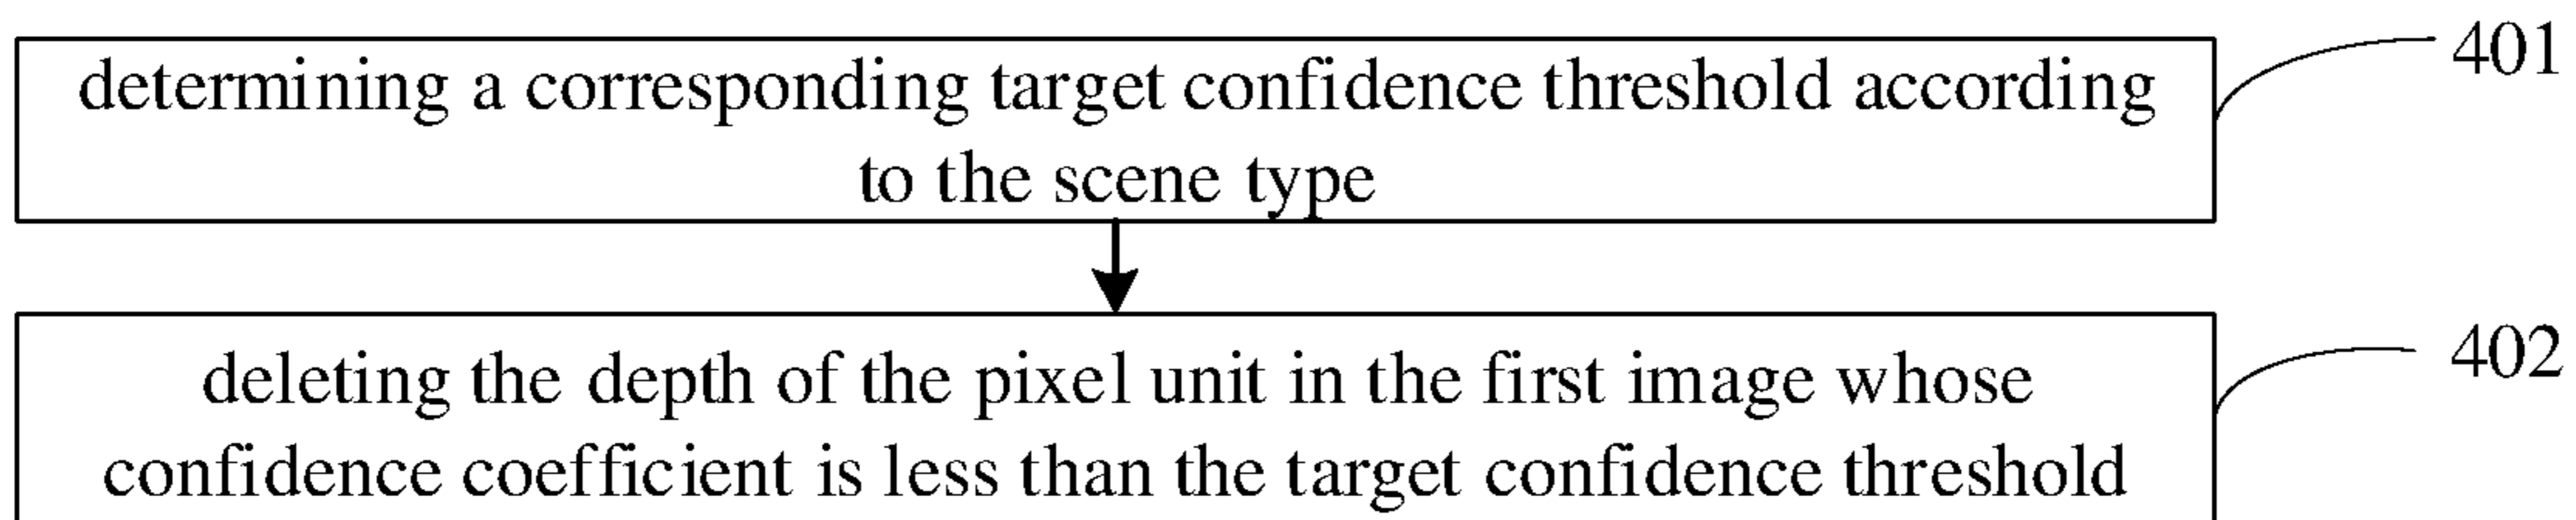 determining a corresponding target confidence threshold according
to the scene type
401
deleting the depth of the pixel unit in the first image whose
confidence coefficient is less than the target confidence threshold
402